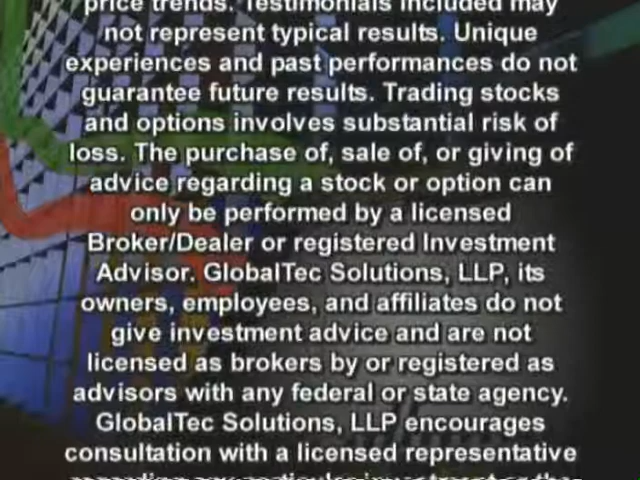 price trends. Testimonials included may
not represent typical results. Unique
experiences and past performances do not
guarantee future results. Trading stocks
and options involves substantial risk of
loss. The purchase of, sale of, or giving of
advice regarding a stock or option can
only be performed by a licensed
Broker/Dealer or registered Investment
Advisor. GlobalTec Solutions, LLP, its
owners, employees, and affiliates do not
give investment advice and are not
licensed as brokers by or registered as
advisors with any federal or state agency.
GlobalTec Solutions, LLP encourages
consultation with a licensed representative